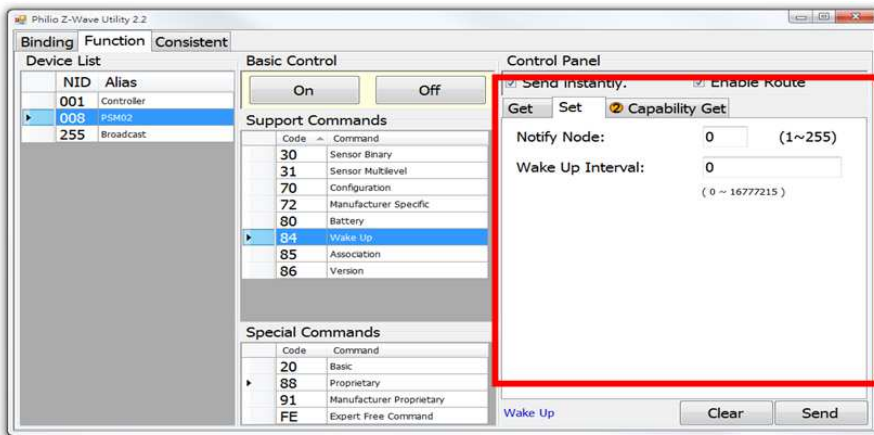 Philio Z-Wave Utility 2.2
Binding Function Consistent
Device List
NID Alias
001 Controller
008 PSM02
255 Broadcast
Basic Control
On Off
Support Commands
Code Command
30 Sensor Binary
31 Sensor Multilevel
70 Configuration
72 Manufacturer Specific
80 Battery
84 Wake Up
85 Association
86 Version
Special Commands
Code Command
20 Basic
88 Proprietary
91 Manufacturer Proprietary
FE Expert Free Command
Control Panel
Send Instantly. Enable Route
Get Set 2 Capability Get
Notify Node: 0 (1~255)
Wake Up Interval: 0
( 0 ~ 16777215 )
Wake Up Clear Send